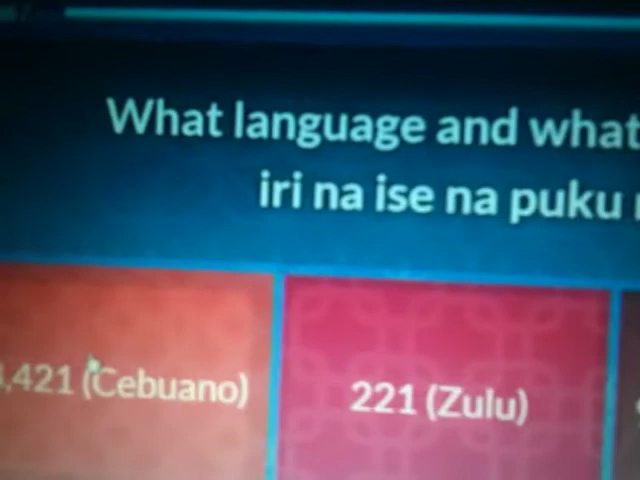 What language and what
iri na ise na puku
,421 (Cebuano)
221 (Zulu)